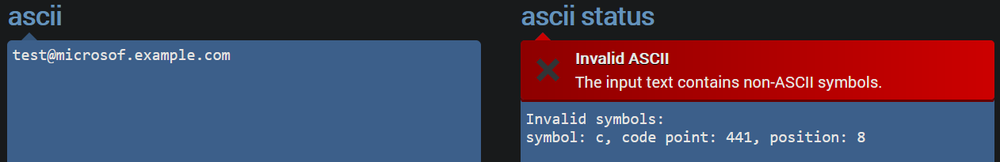 ascii
ascii status
test@miсrosof.example.com
Invalid ASCII
The input text contains non-ASCII symbols.
Invalid symbols:
symbol: с, code point: 441, position: 8